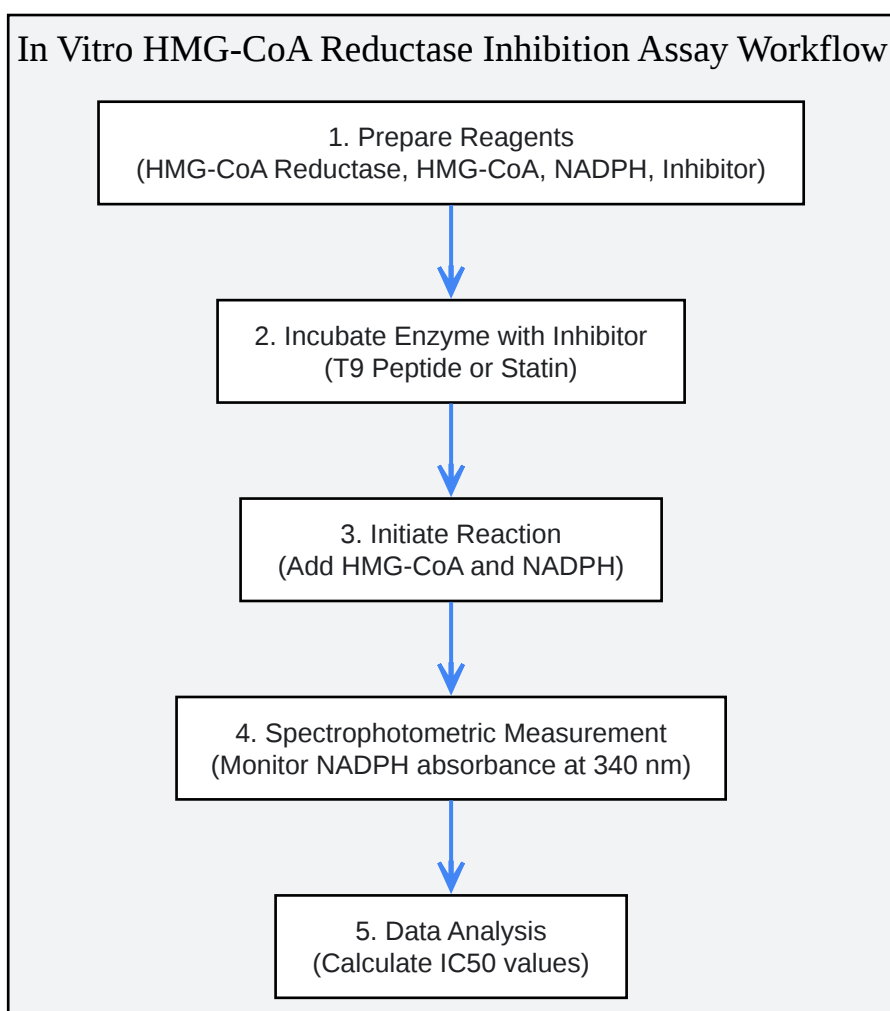 In Vitro HMG-CoA Reductase Inhibition Assay Workflow
1. Prepare Reagents
(HMG-CoA Reductase, HMG-CoA, NADPH, Inhibitor)
2. Incubate Enzyme with Inhibitor
(T9 Peptide or Statin)
3. Initiate Reaction
(Add HMG-CoA and NADPH)
4. Spectrophotometric Measurement
(Monitor NADPH absorbance at 340 nm)
5. Data Analysis
(Calculate IC50 values)